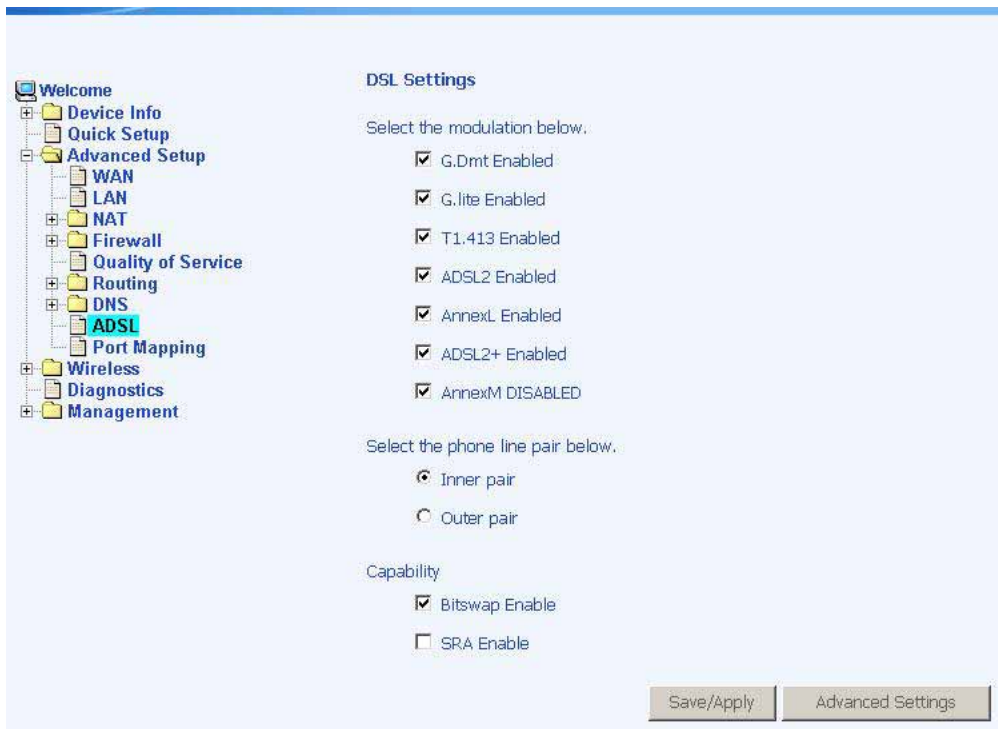 Welcome
Device Info
Quick Setup
Advanced Setup
WAN
LAN
NAT
Firewall
Quality of Service
Routing
DNS
ADSL
Port Mapping
Wireless
Diagnostics
Management
DSL Settings
Select the modulation below.
G.Dmt Enabled
G.lite Enabled
T1.413 Enabled
ADSL2 Enabled
AnnexL Enabled
ADSL2+ Enabled
AnnexM DISABLED
Select the phone line pair below.
Inner pair
Outer pair
Capability
Bitswap Enable
SRA Enable
Save/Apply
Advanced Settings